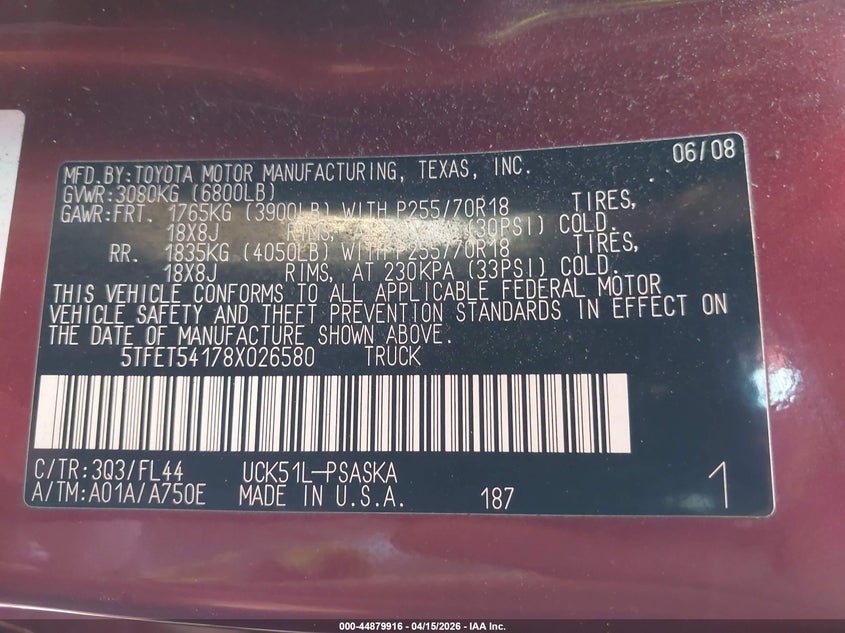 MFD.BY:TOYOTA MOTOR MANUFACTURING, TEXAS, INC. 06/08
GVWR:3080KG (6800LB)
GAWR:FRT. 1765KG (3900LB) WITH P255/70R18 TIRES,
18X8J RIMS, (30PSI) COLD.
RR. 1835KG (4050LB) WITH P255/70R18 TIRES,
18X8J RIMS, AT 230KPA (33PSI) COLD.
THIS VEHICLE CONFORMS TO ALL APPLICABLE FEDERAL MOTOR
VEHICLE SAFETY AND THEFT PREVENTION STANDARDS IN EFFECT ON
THE DATE OF MANUFACTURE SHOWN ABOVE.
5TFET54178X026580 TRUCK
C/TR:3Q3/FL44 UCK51L-PSASKA
A/TM:A01A/A750E MADE IN U.S.A. 187 1
000-44879916 - 04/15/2026 - IAA Inc.